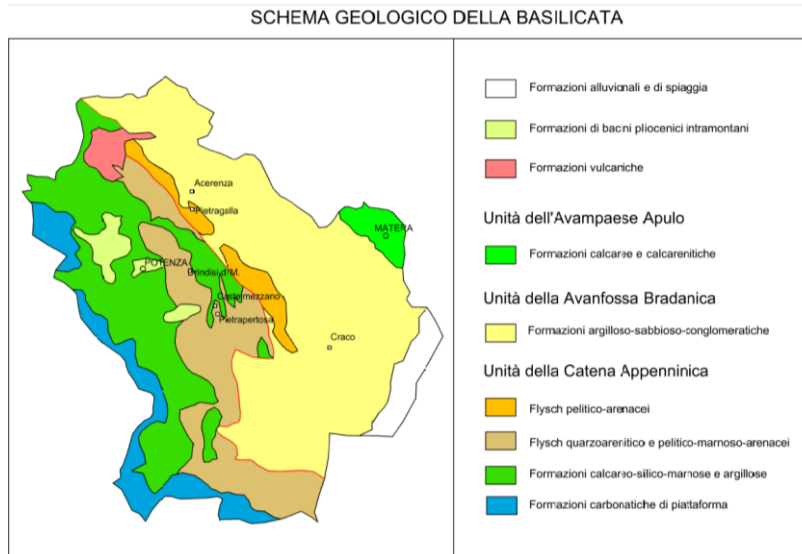 SCHEMA GEOLOGICO DELLA BASILICATA
Acerenza
Pietragalla
MATERA
POTENZA
Brindisi d'M.
Castelmezzano
Pietrapertosa
Craco
Formazioni alluvionali e di spiaggia
Formazioni di bacini pliocenici intramontani
Formazioni vulcaniche
Unità dell'Avampaese Apulo
Formazioni calcaree e calcarenitiche
Unità della Avanfossa Bradanica
Formazioni argilloso-sabbioso-conglomeratiche
Unità della Catena Appenninica
Flysch pelitico-arenacei
Flysch quarzoarenitico e pelitico-marnoso-arenacei
Formazioni calcareo-silico-marnose e argillose
Formazioni carbonatiche di piattaforma